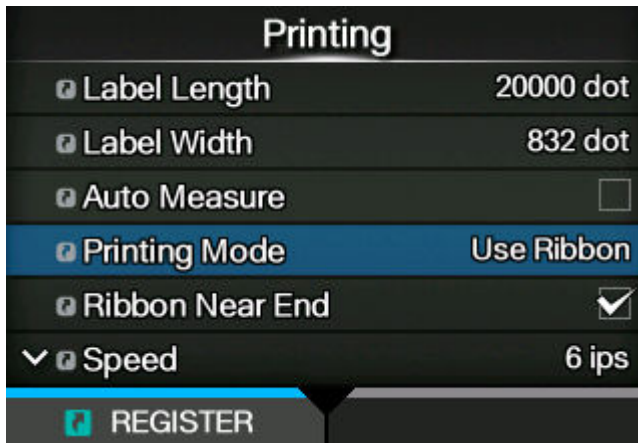 Printing
Label Length 20000 dot
Label Width 832 dot
Auto Measure
Printing Mode Use Ribbon
Ribbon Near End
Speed 6 ips
REGISTER